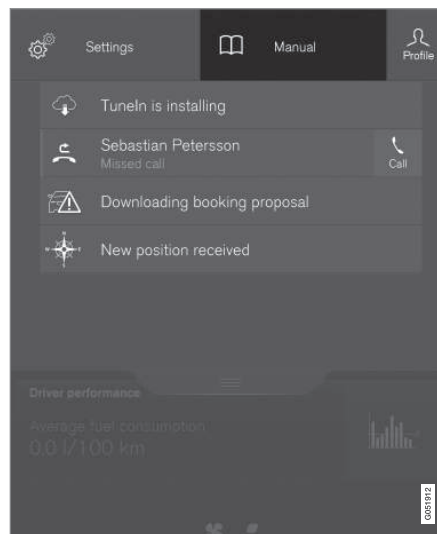 Settings
Manual
Profile
TuneIn is installing
Sebastian Petersson
Missed call
Call
Downloading booking proposal
New position received
Driver performance
Average fuel consumption
0.0 l/100 km
G051912